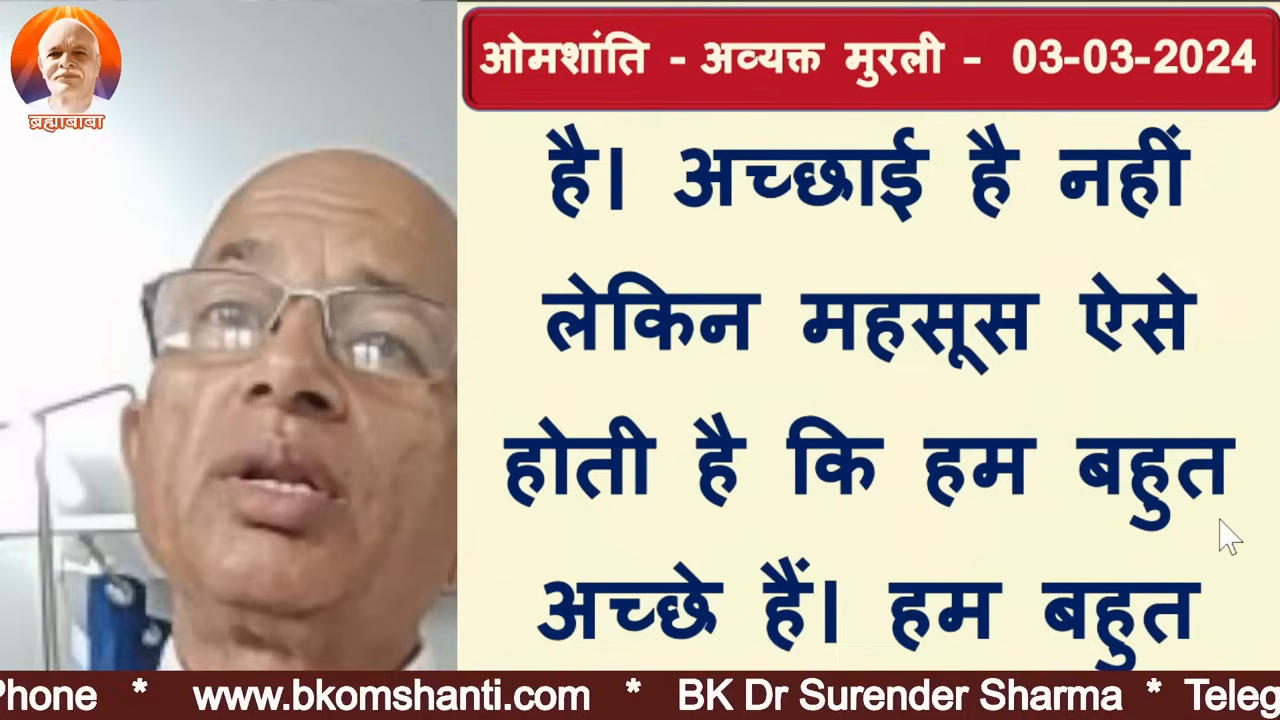 ब्रह्माबाबा
ओमशांति - अव्यक्त मुरली - 03-03-2024
है। अच्छाई है नहीं
लेकिन महसूस ऐसे
होती है कि हम बहुत
अच्छे हैं। हम बहुत
Phone * www.bkomshanti.com * BK Dr Surender Sharma * Teleg